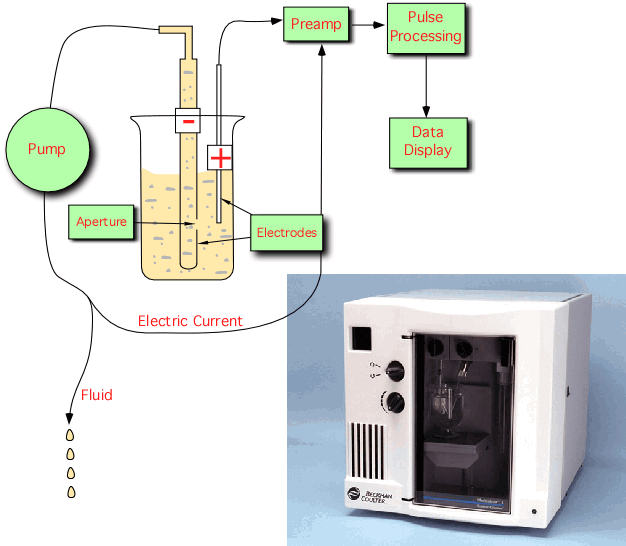 Preamp
Pulse
Processing
Data
Display
-
+
Pump
Aperture
Electrodes
Electric Current
Fluid
BECKMAN
COULTER